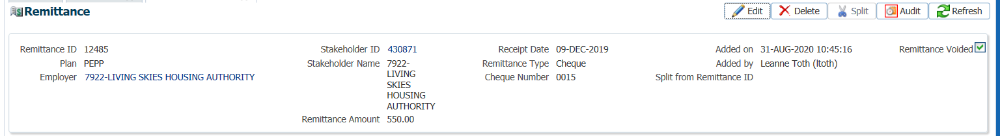 Remittance
Edit Delete Split Audit Refresh
Remittance ID 12485 Stakeholder ID 430871 Receipt Date 09-DEC-2019 Added on 31-AUG-2020 10:45:16 Remittance Voided
Plan PEPP Stakeholder Name 7922- Remittance Type Cheque Added by Leanne Toth (ltoth)
LIVING
Employer 7922-LIVING SKIES HOUSING AUTHORITY Cheque Number 0015 Split from Remittance ID
SKIES
HOUSING
AUTHORITY
Remittance Amount 550.00